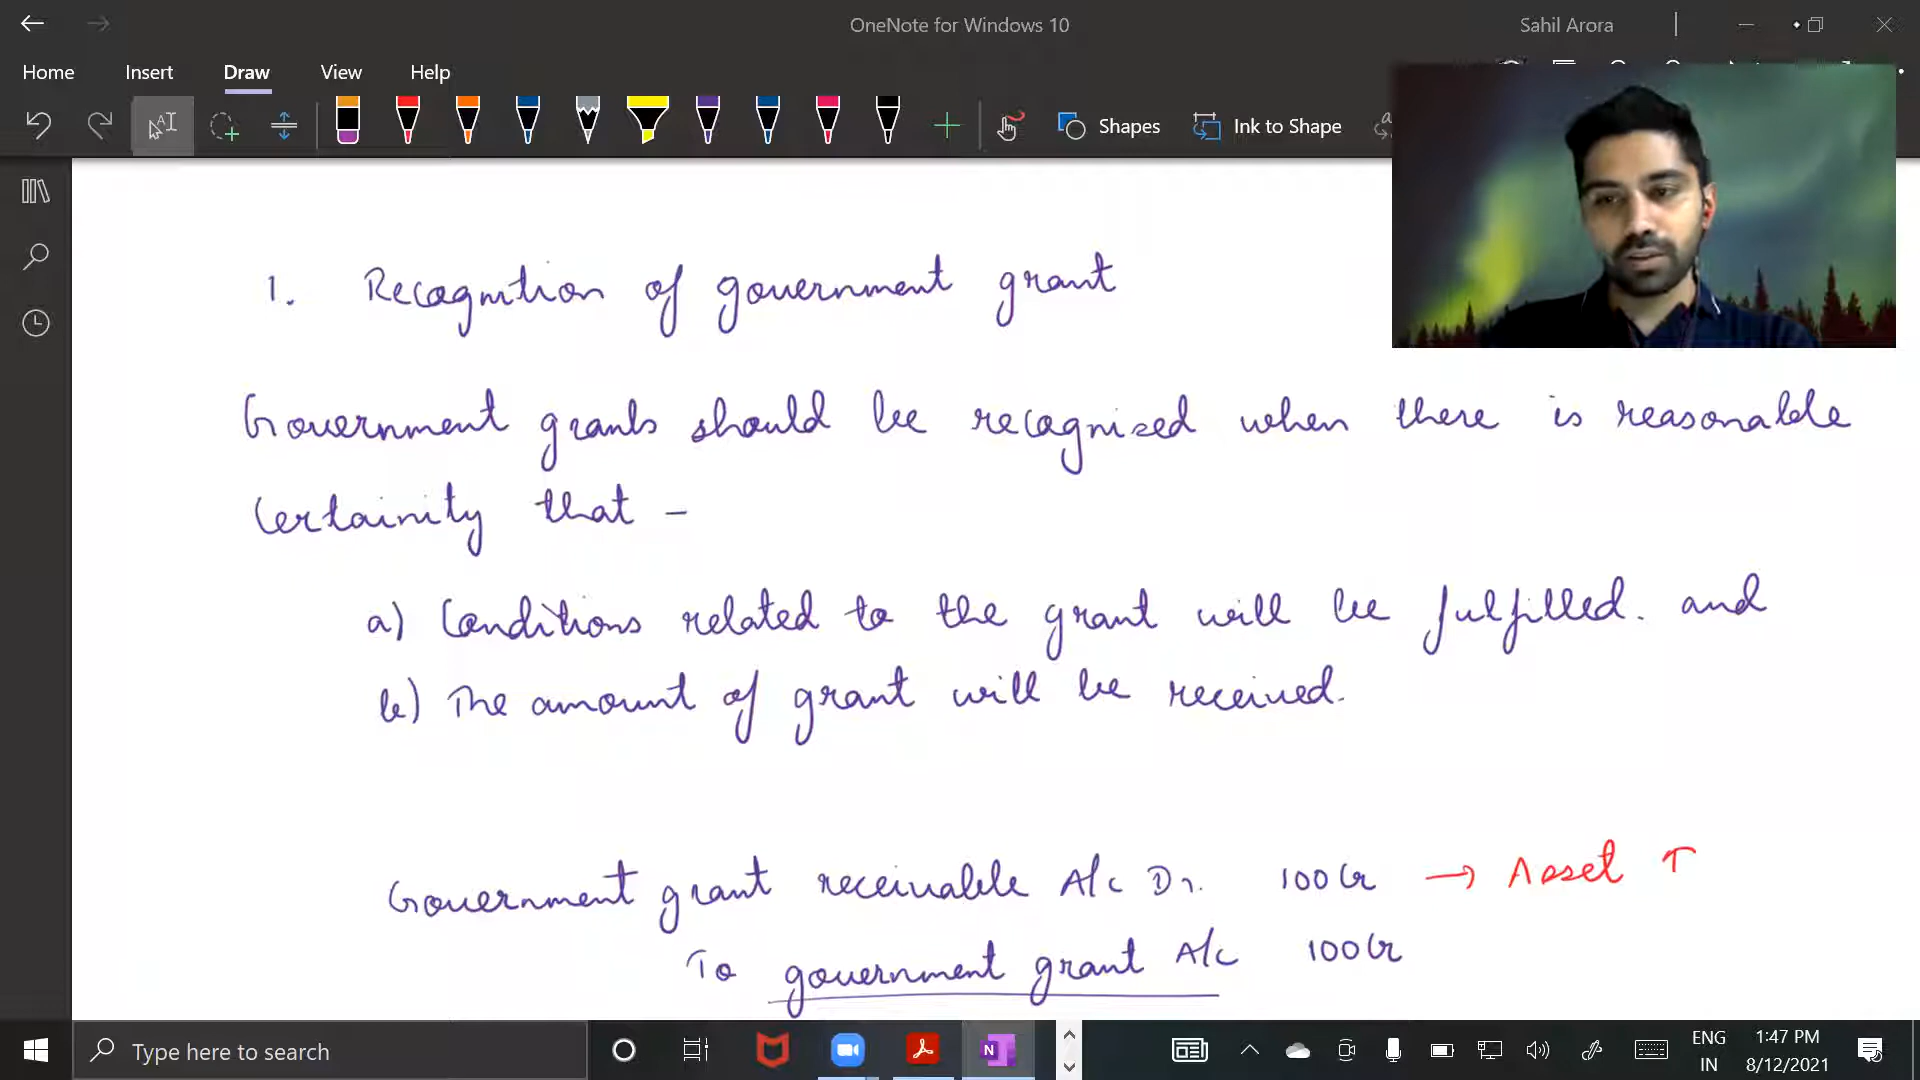 OneNote for Windows 10
Sahil Arora
Home Insert Draw View Help
Shapes Ink to Shape
1. Recognition of government grant
Government grants should be recognized when there is reasonable
certainity that -
a) Conditions related to the grant will be fulfilled. and
b) The amount of grant will be received.
Government grant receivable A/c Dr. 100 Cr → Asset ↑
To government grant A/c 100 Cr
Type here to search
ENG
IN
1:47 PM
8/12/2021